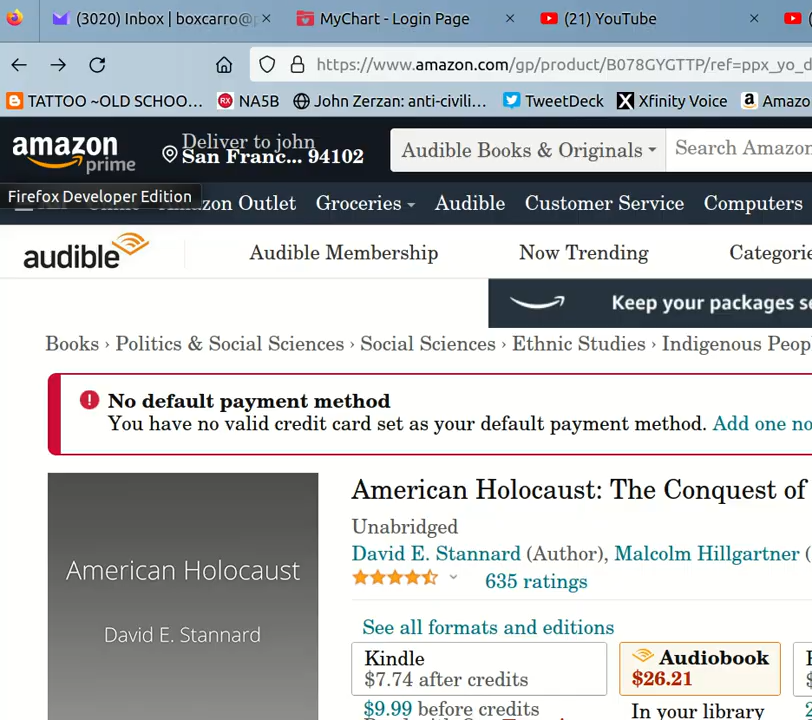 (3020) Inbox | boxcarro@
MyChart - Login Page
(21) YouTube
https://www.amazon.com/gp/product/B078GYGTTP/ref=ppx_yo_d
TATTOO ~OLD SCHOO...
NA5B
John Zerzan: anti-civili...
TweetDeck
Xfinity Voice
Amazo
amazon prime
Deliver to john
San Franc... 94102
Audible Books & Originals
Search Amazon
Firefox Developer Edition
Amazon Outlet
Groceries
Audible
Customer Service
Computers
audible
Audible Membership
Now Trending
Categorie
Keep your packages s
Books › Politics & Social Sciences › Social Sciences › Ethnic Studies › Indigenous Peop
No default payment method
You have no valid credit card set as your default payment method. Add one no
American Holocaust
David E. Stannard
American Holocaust: The Conquest of
Unabridged
David E. Stannard (Author), Malcolm Hillgartner (
635 ratings
See all formats and editions
Kindle
$7.74 after credits
$9.99 before credits
Audiobook
$26.21
In your library